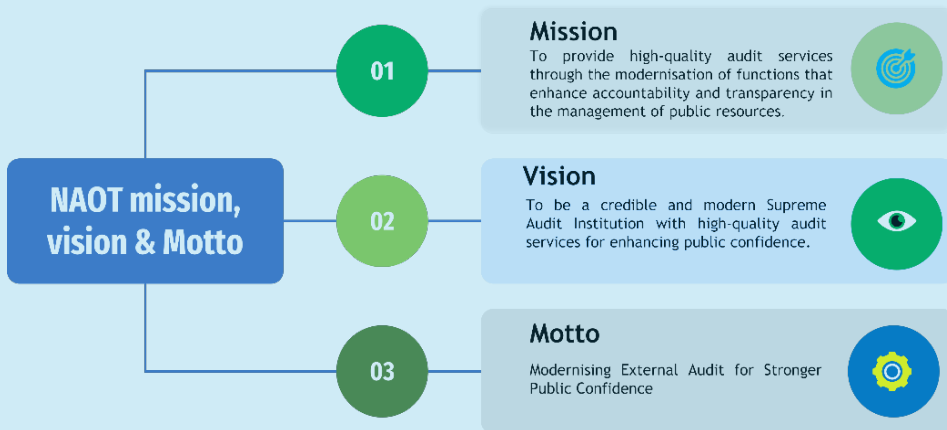 NAOT mission,
vision & Motto
01
Mission
To provide high-quality audit services
through the modernisation of functions that
enhance accountability and transparency in
the management of public resources.
02
Vision
To be a credible and modern Supreme
Audit Institution with high-quality audit
services for enhancing public confidence.
03
Motto
Modernising External Audit for Stronger
Public Confidence